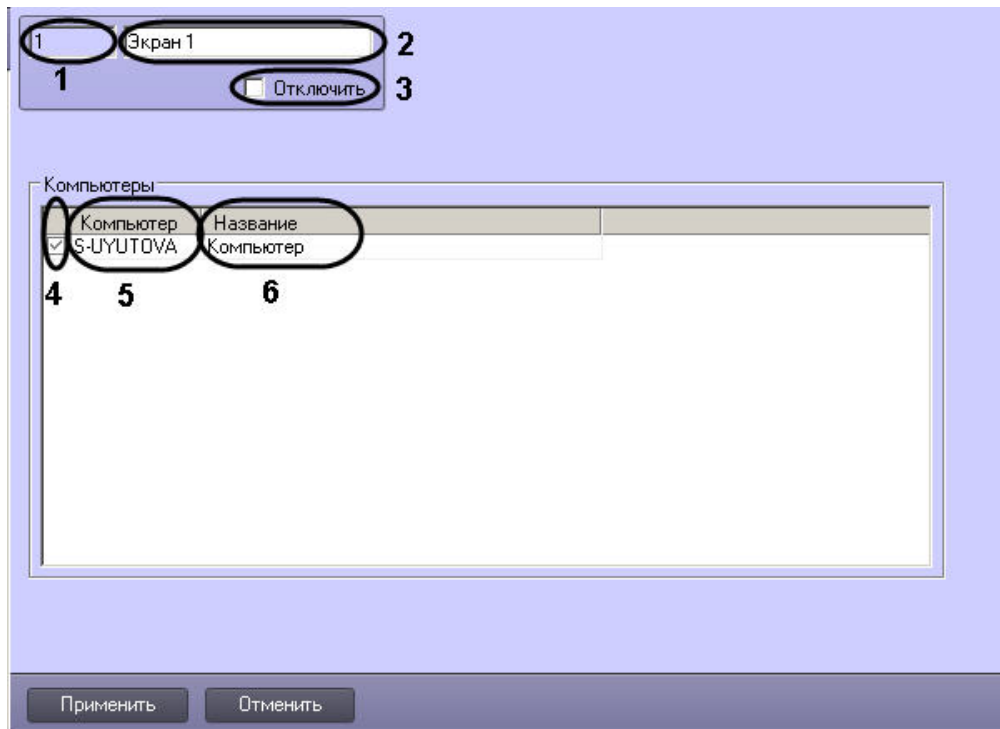 1 Экран 1 2
1 Отключить 3
Компьютеры
Компьютер Название
S-UYUTOVA Компьютер
4 5 6
Применить Отменить